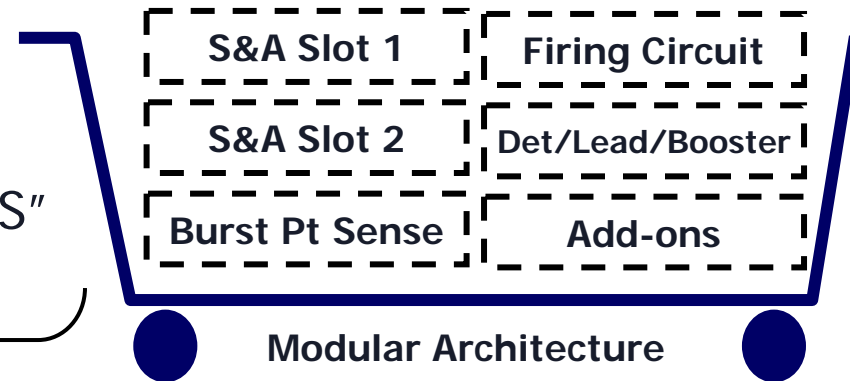 S&A Slot 1
Firing Circuit
S&A Slot 2
Det/Lead/Booster
S”
Burst Pt Sense
Add-ons
Modular Architecture